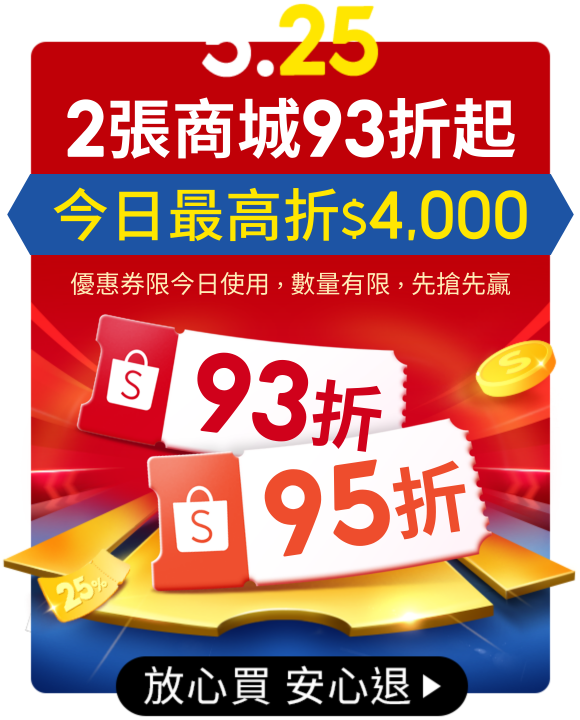 5.25
2張商城93折起
今日最高折$4,000
優惠券限今日使用，數量有限，先搶先贏
S
93折
S
S
95折
25%
放心買 安心退